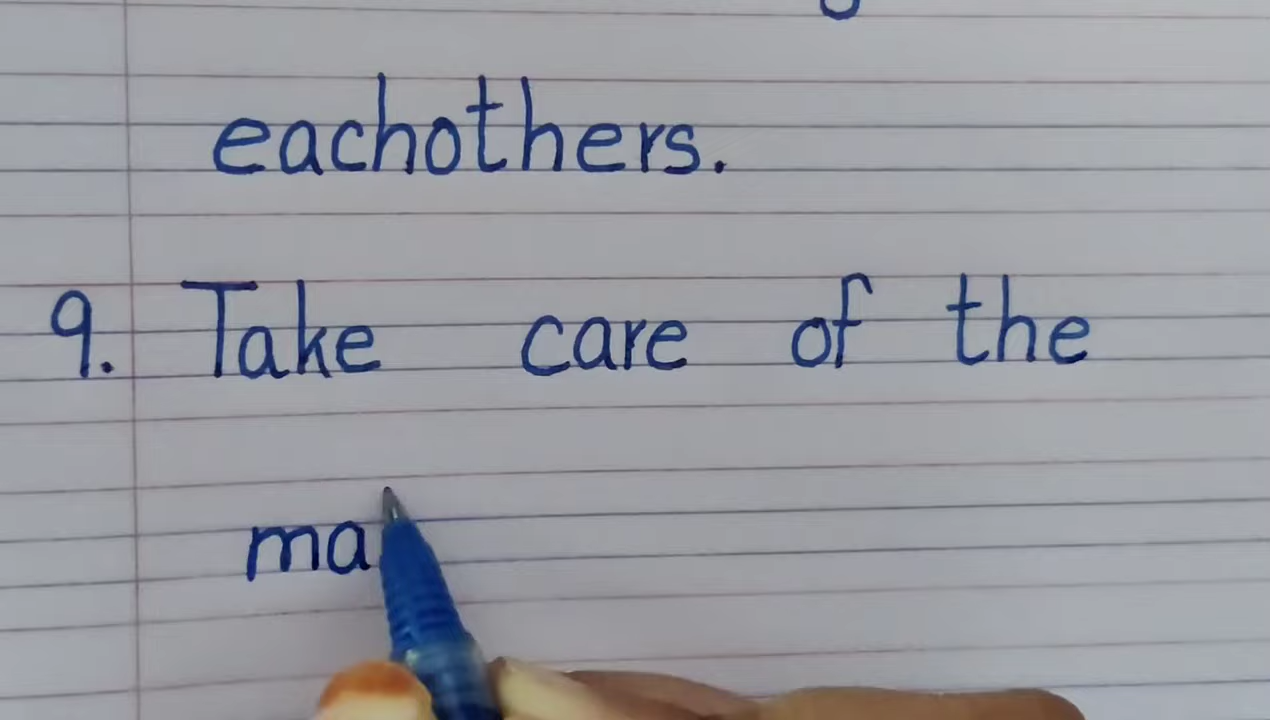 eachothers.
9. Take care of the
ma